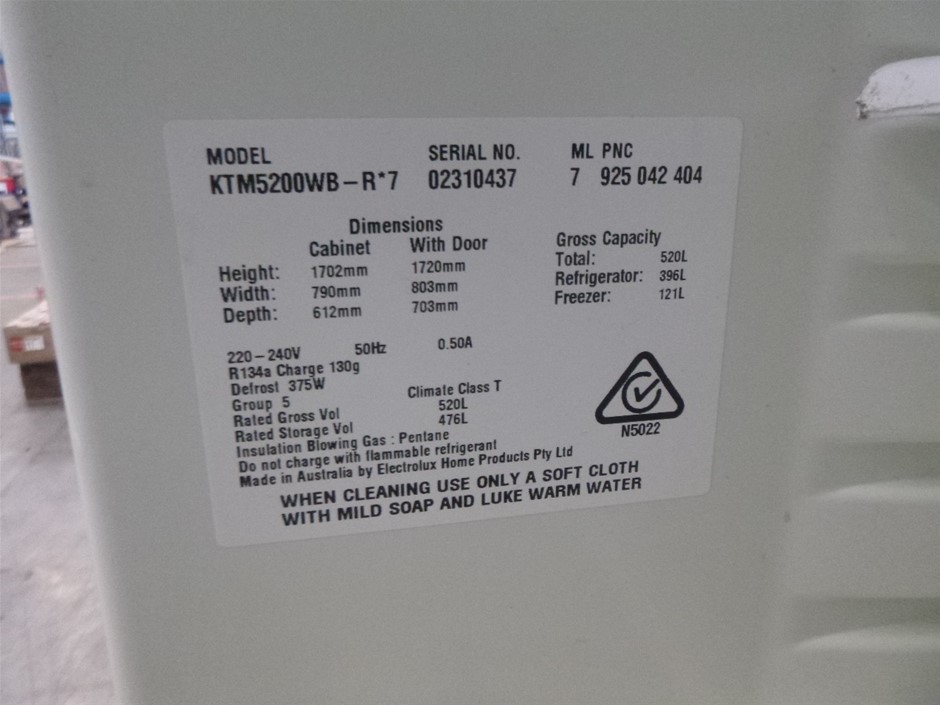 MODEL SERIAL NO. ML PNC
KTM5200WB-R*7 02310437 7 925 042 404
Dimensions
Cabinet With Door
Height: 1702mm 1720mm
Width: 790mm 803mm
Depth: 612mm 703mm
Gross Capacity
Total: 520L
Refrigerator: 396L
Freezer: 121L
220-240V 50Hz 0.50A
R134a Charge 130g
Defrost 375W
Group 5 Climate Class T
Rated Gross Vol 520L
Rated Storage Vol 476L
Insulation Blowing Gas : Pentane
Do not charge with flammable refrigerant
Made in Australia by Electrolux Home Products Pty Ltd
N5022
WHEN CLEANING USE ONLY A SOFT CLOTH
WITH MILD SOAP AND LUKE WARM WATER